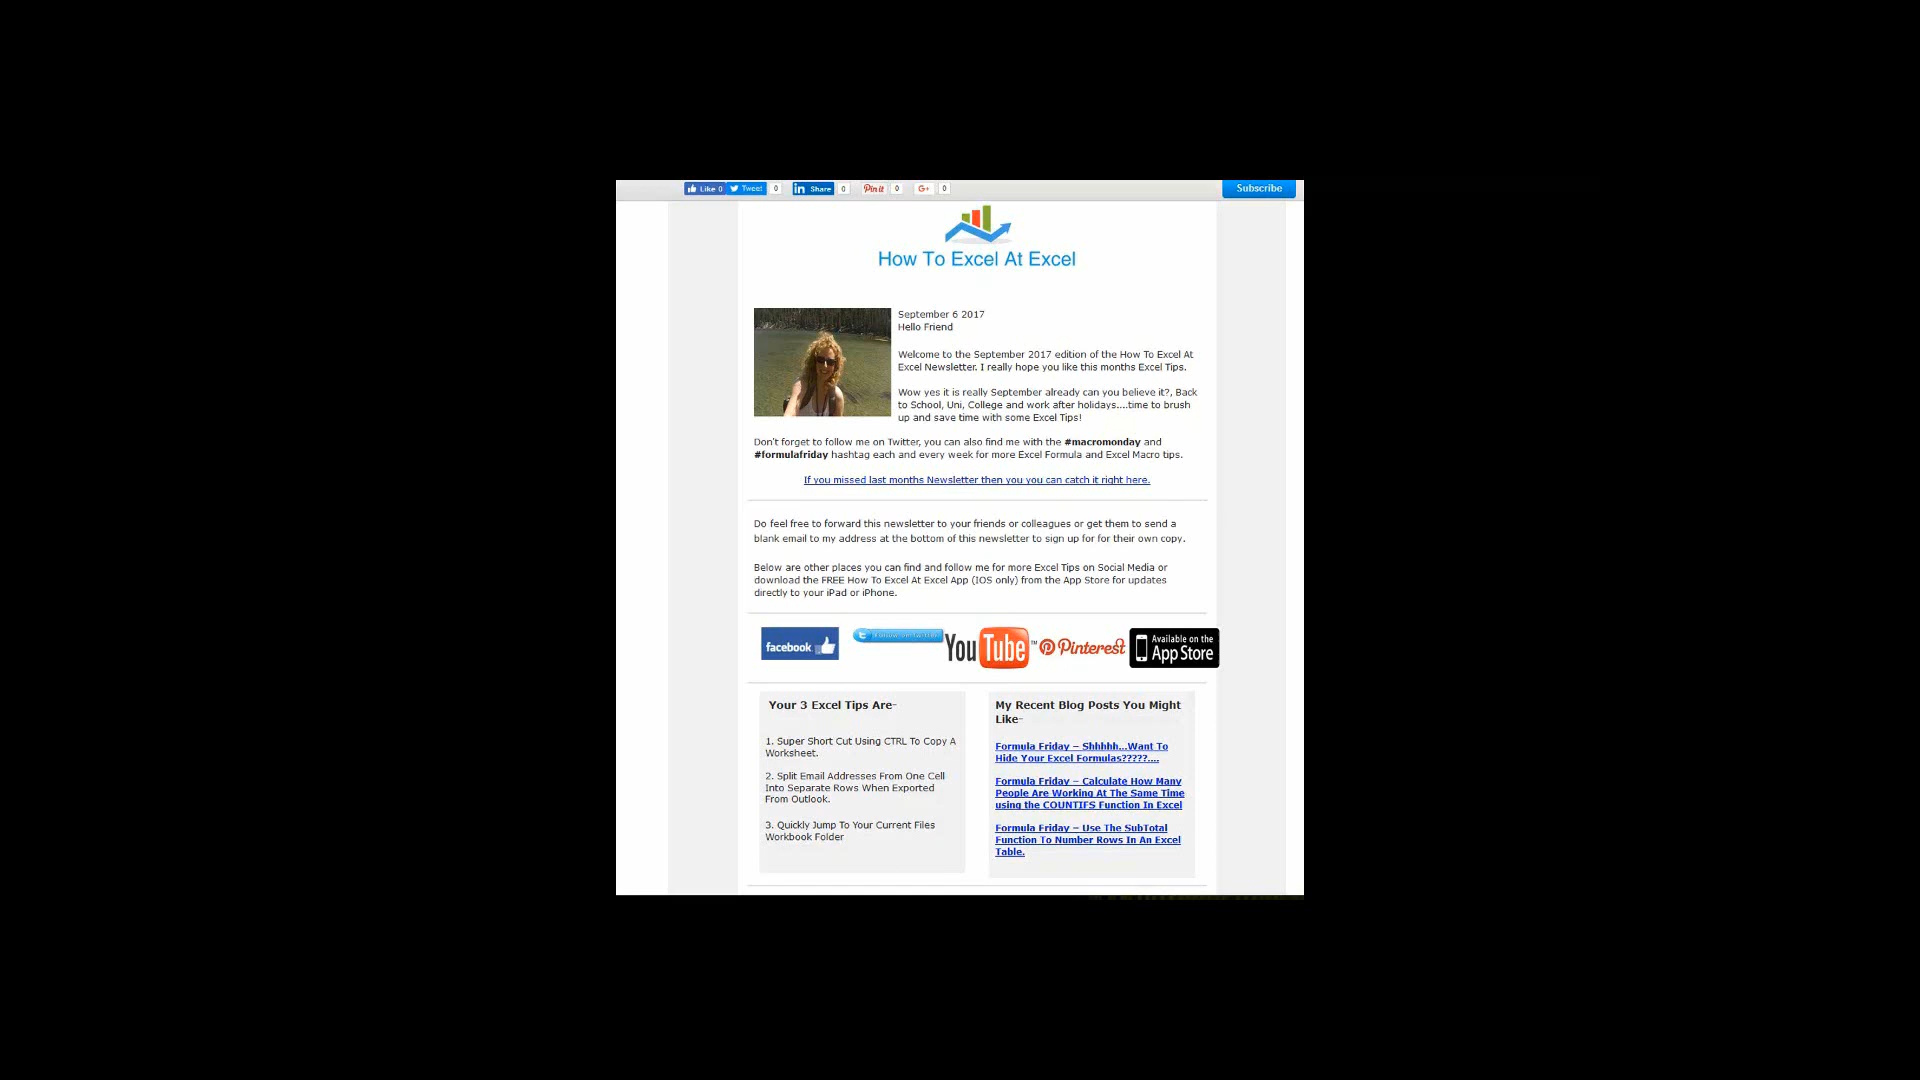 Like 0 Tweet 0 in Share 0 Pin it 0 G+ 0 Subscribe
How To Excel At Excel
September 6 2017
Hello Friend
Welcome to the September 2017 edition of the How To Excel At
Excel Newsletter. I really hope you like this months Excel Tips.
Wow yes it is really September already can you believe it?, Back
to School, Uni, College and work after holidays....time to brush
up and save time with some Excel Tips!
Don't forget to follow me on Twitter, you can also find me with the #macromonday and
#formulafriday hashtag each and every week for more Excel Formula and Excel Macro tips.
If you missed last months Newsletter then you you can catch it right here.
Do feel free to forward this newsletter to your friends or colleagues or get them to send a
blank email to my address at the bottom of this newsletter to sign up for for their own copy.
Below are other places you can find and follow me for more Excel Tips on Social Media or
download the FREE How To Excel At Excel App (IOS only) from the App Store for updates
directly to your iPad or iPhone.
facebook
YouTube™
Pinterest
Available on the
App Store
Your 3 Excel Tips Are-
1. Super Short Cut Using CTRL To Copy A
Worksheet.
2. Split Email Addresses From One Cell
Into Separate Rows When Exported
From Outlook.
3. Quickly Jump To Your Current Files
Workbook Folder
My Recent Blog Posts You Might
Like-
Formula Friday – Shhhhh...Want To
Hide Your Excel Formulas?????....
Formula Friday – Calculate How Many
People Are Working At The Same Time
using the COUNTIFS Function In Excel
Formula Friday – Use The SubTotal
Function To Number Rows In An Excel
Table.